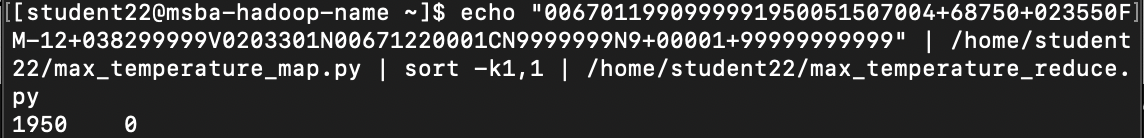 [[student22@msba-hadoop-name ~]$ echo "0067011990999991950051507004+68750+023550F]
M-12+038299999V0203301N00671220001CN9999999N9+00001+99999999999" | /home/student
22/max_temperature_map.py | sort -k1,1 | /home/student22/max_temperature_reduce.
py
1950    0